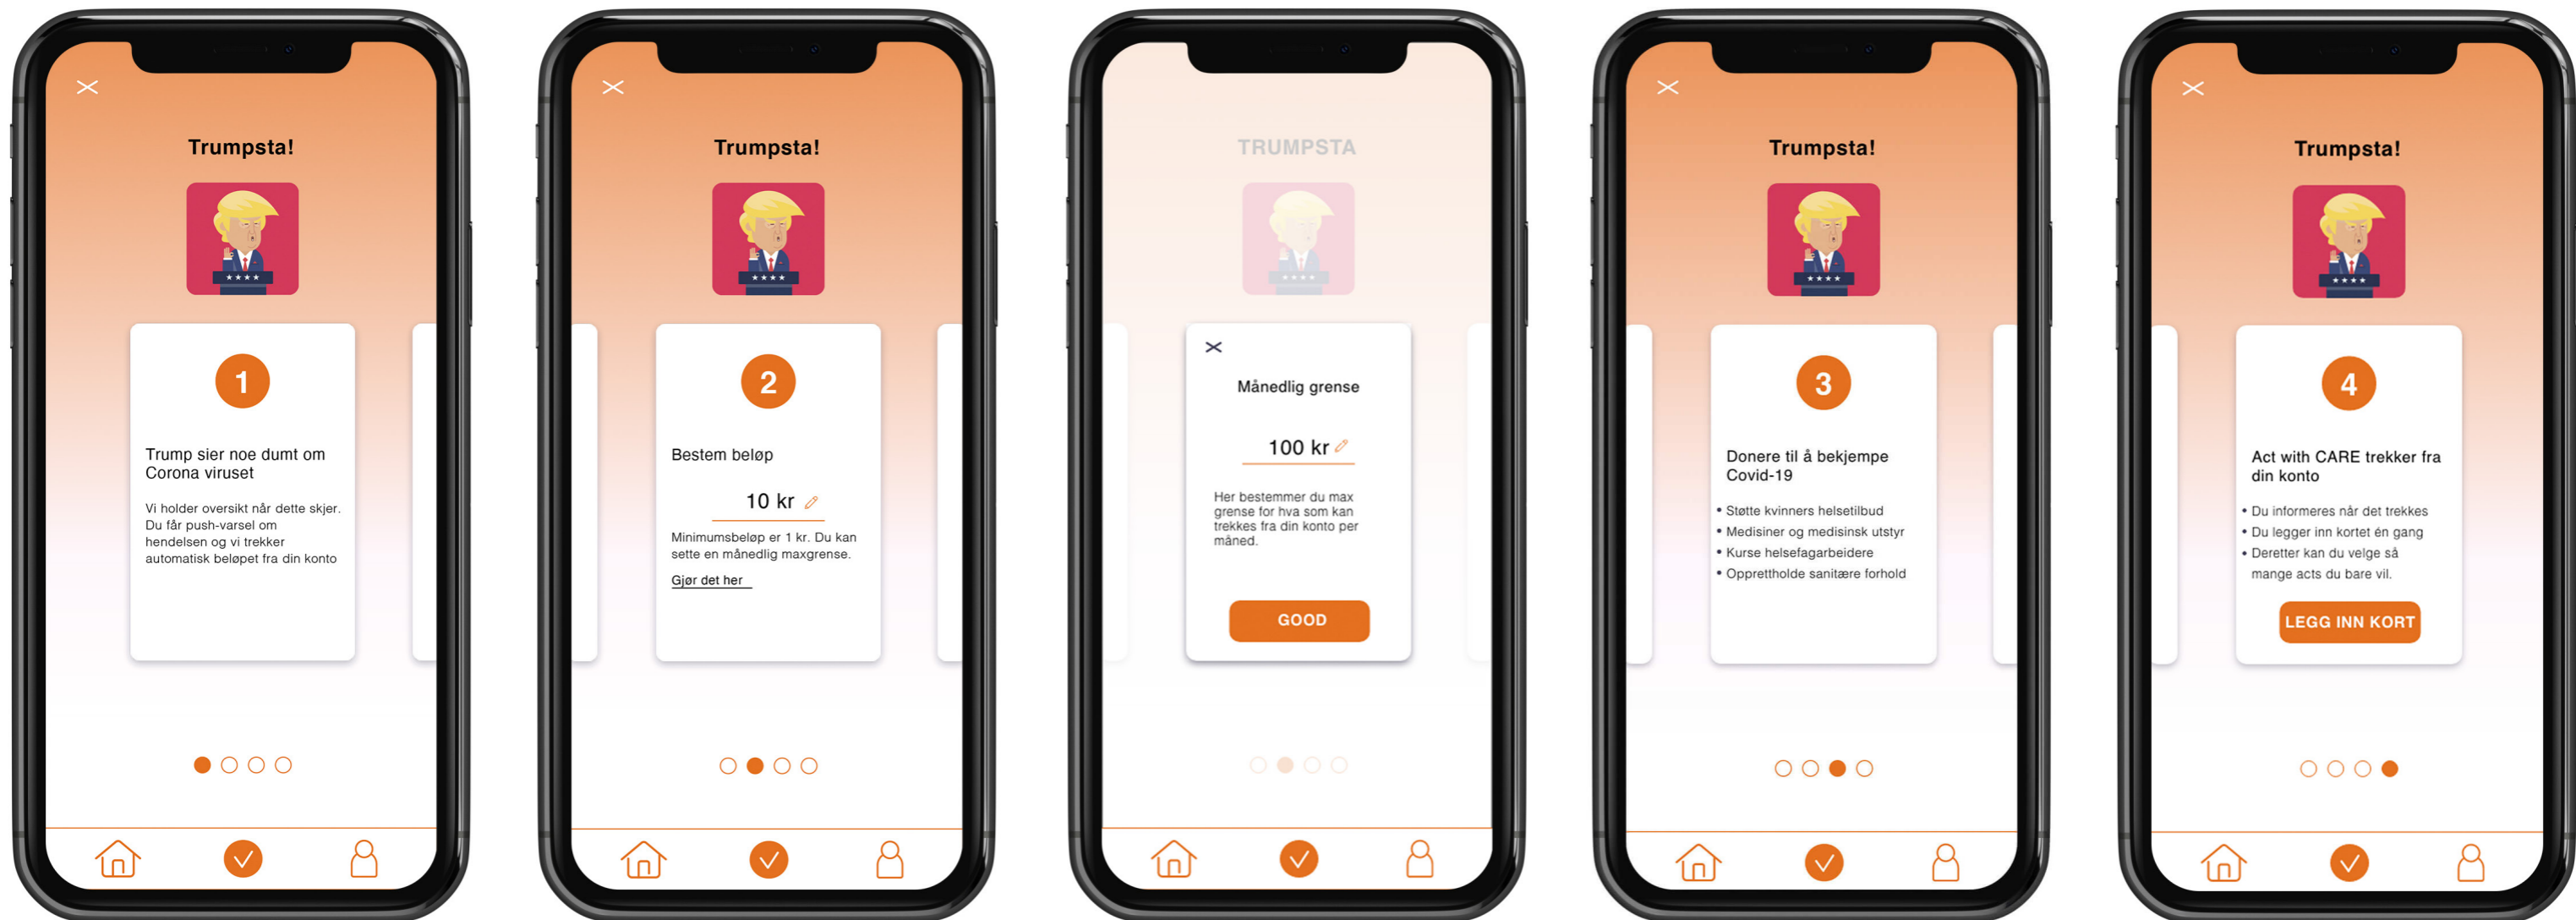 Trumpsta!
1
Trump sier noe dumt om
Corona viruset
Vi holder oversikt når dette skjer.
Du får push-varsel om
hendelsen og vi trekker
automatisk beløpet fra din konto
Trumpsta!
2
Bestem beløp
10 kr
Minimumsbeløp er 1 kr. Du kan
sette en månedlig maxgrense.
Gjør det her
TRUMPSTA
Månedlig grense
100 kr
Her bestemmer du max
grense for hva som kan
trekkes fra din konto per
måned.
GOOD
Trumpsta!
3
Donere til å bekjempe
Covid-19
• Støtte kvinners helsetilbud
• Medisiner og medisinsk utstyr
• Kurse helsefagarbeidere
• Opprettholde sanitære forhold
Trumpsta!
4
Act with CARE trekker fra
din konto
• Du informeres når det trekkes
• Du legger inn kortet én gang
• Deretter kan du velge så
mange acts du bare vil.
LEGG INN KORT